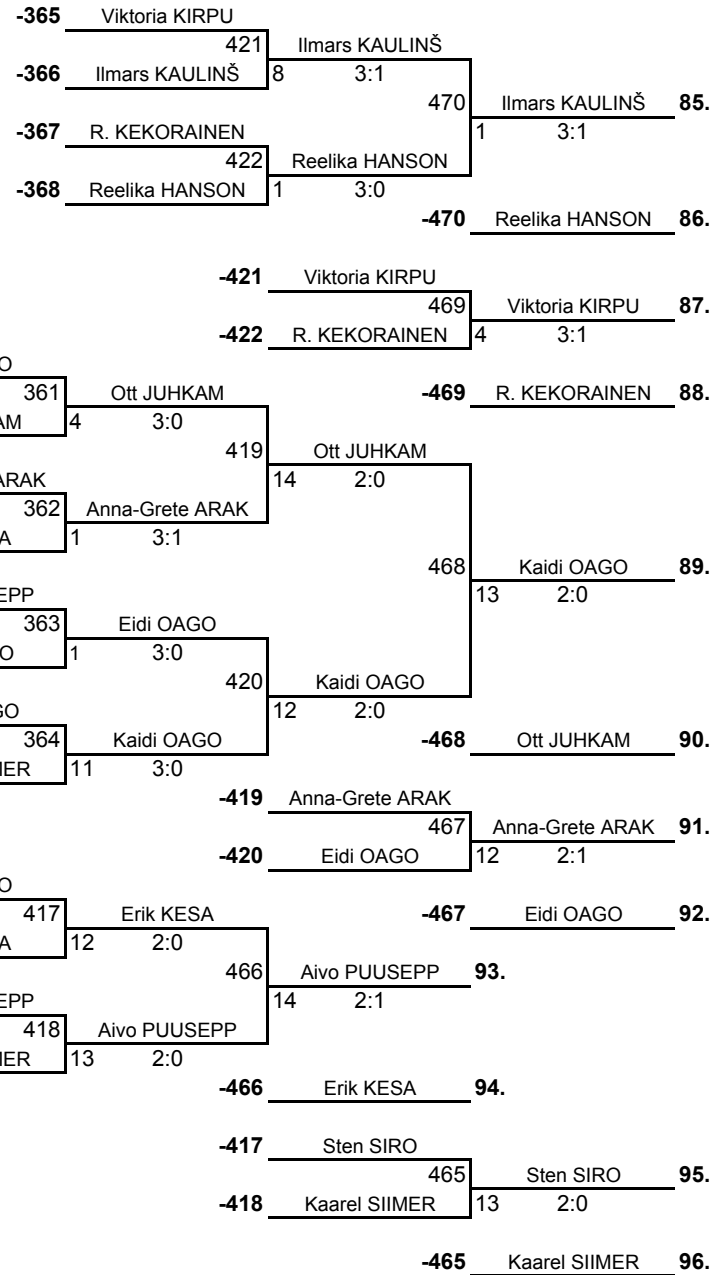 -365 Viktoria KIRPU
421 Ilmars KAULINŠ
-366 Ilmars KAULINŠ 8 3:1
470 Ilmars KAULINŠ 85.
-367 R. KEKORAINEN 1 3:1
422 Reelika HANSON
-368 Reelika HANSON 1 3:0
-470 Reelika HANSON 86.
-421 Viktoria KIRPU
469 Viktoria KIRPU 87.
-422 R. KEKORAINEN 4 3:1
O
361 Ott JUHKAM -469 R. KEKORAINEN 88.
AM 4 3:0
419 Ott JUHKAM
ARAK 14 2:0
362 Anna-Grete ARAK
A 1 3:1
468 Kaidi OAGO 89.
EPP 13 2:0
363 Eidi OAGO
O 1 3:0
420 Kaidi OAGO
GO 12 2:0
364 Kaidi OAGO -468 Ott JUHKAM 90.
MER 11 3:0
-419 Anna-Grete ARAK
467 Anna-Grete ARAK 91.
-420 Eidi OAGO 12 2:1
O
417 Erik KESA -467 Eidi OAGO 92.
A 12 2:0
466 Aivo PUUSEPP 93.
EPP 14 2:1
418 Aivo PUUSEPP
MER 13 2:0
-466 Erik KESA 94.
-417 Sten SIRO
465 Sten SIRO 95.
-418 Kaarel SIIMER 13 2:0
-465 Kaarel SIIMER 96.